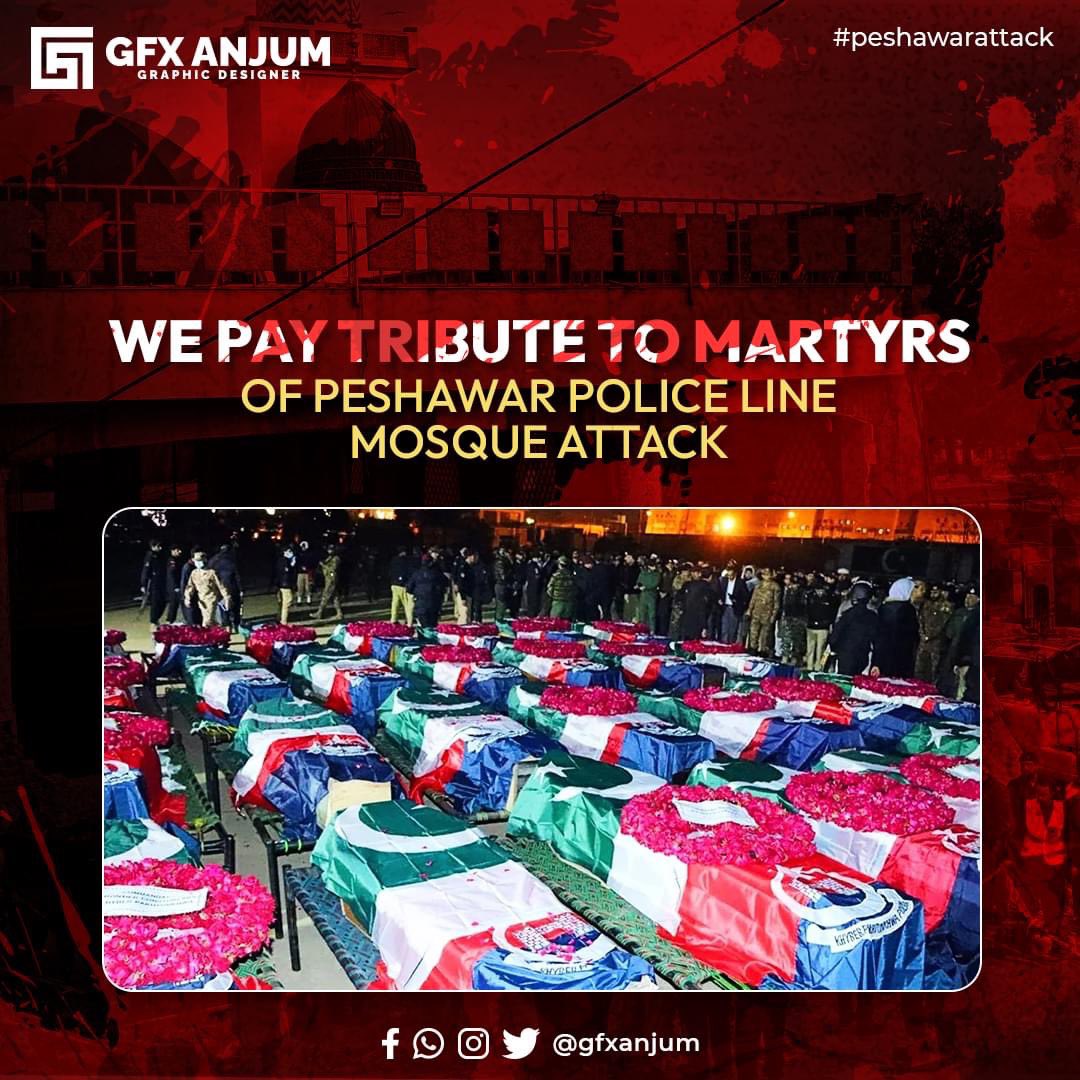 GFX ANJUM
GRAPHIC DESIGNER
#peshawarattack
WE PAY TRIBUTE TO MARTYRS
OF PESHAWAR POLICE LINE
MOSQUE ATTACK
@gfxanjum